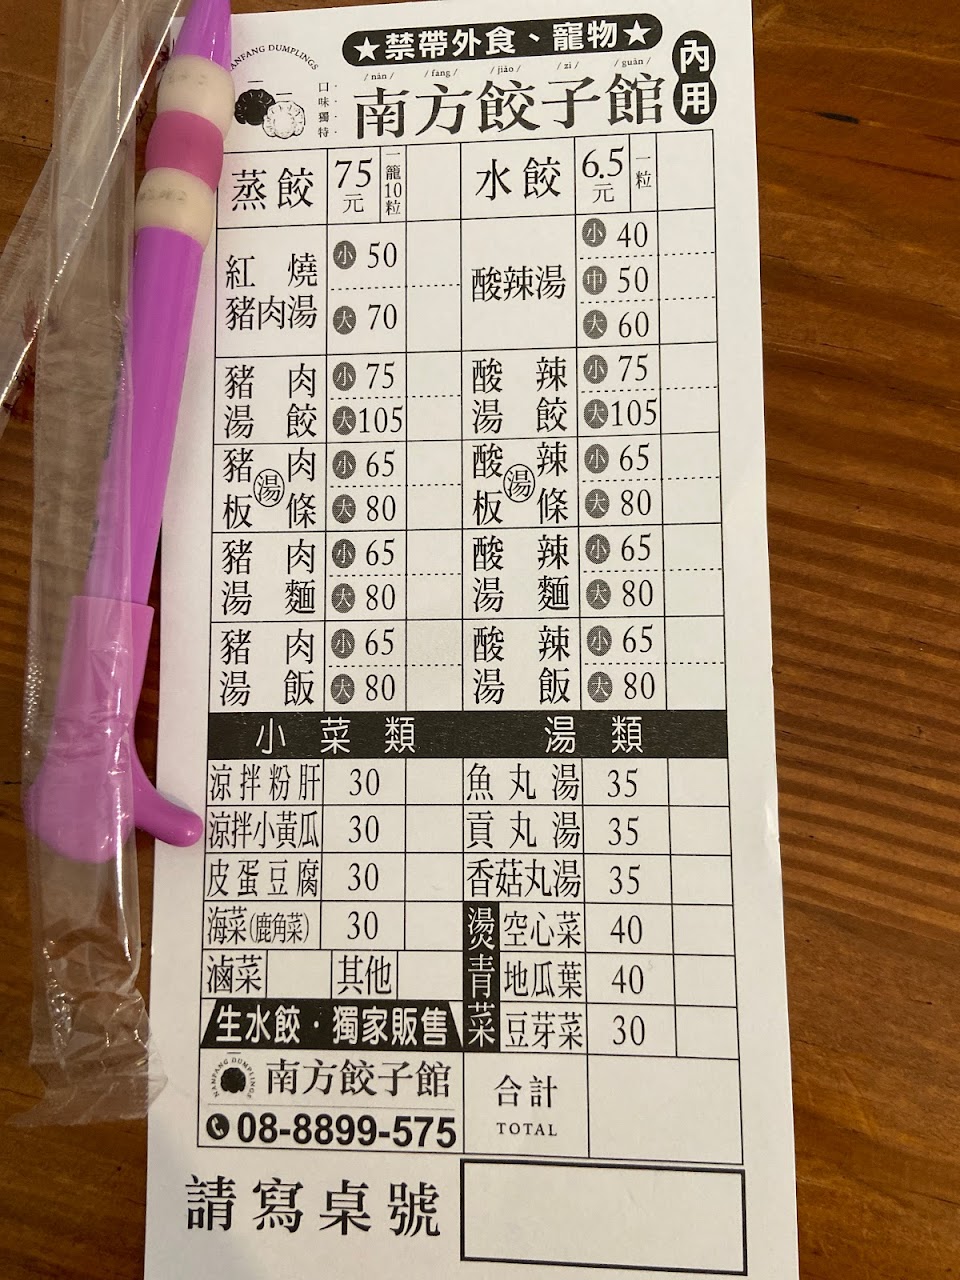 ★禁帶外食、寵物★
NANFANG DUMPLINGS
口味獨特
/nán/ /fang/ /jiǎo/ /zi/ /guǎn/
南方餃子館
內用
蒸餃 75元 一籠10粒
水餃 6.5元 一粒
紅燒豬肉湯 小 50
大 70
酸辣湯 小 40
中 50
大 60
豬肉湯餃 小 75
大 105
酸辣湯餃 小 75
大 105
豬肉湯板條 小 65
大 80
酸辣湯板條 小 65
大 80
豬肉湯麵 小 65
大 80
酸辣湯麵 小 65
大 80
豬肉湯飯 小 65
大 80
酸辣湯飯 小 65
大 80
小菜類
涼拌粉肝 30
涼拌小黃瓜 30
皮蛋豆腐 30
海菜(鹿角菜) 30
滷菜 其他
湯類
魚丸湯 35
貢丸湯 35
香菇丸湯 35
燙青菜
空心菜 40
地瓜葉 40
豆芽菜 30
生水餃·獨家販售
NANFANG DUMPLINGS
南方餃子館
08-8899-575
合計
TOTAL
請寫桌號